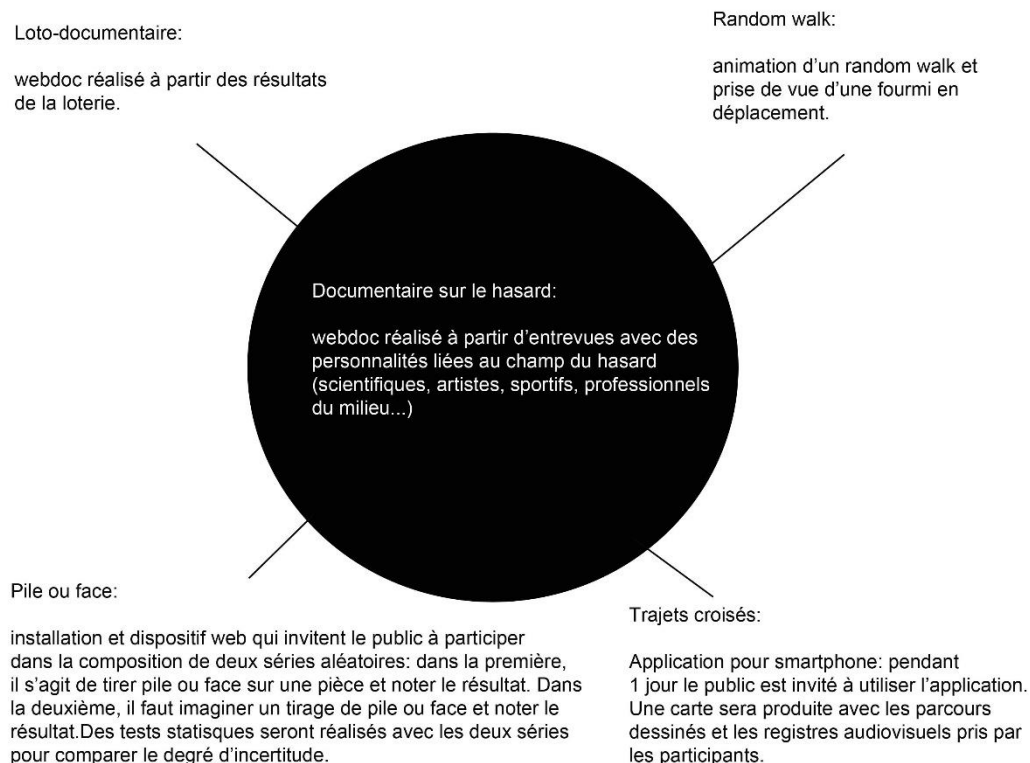 Loto-documentaire:
webdoc réalisé à partir des résultats
de la loterie.
Random walk:
animation d'un random walk et
prise de vue d'une fourmi en
déplacement.
Documentaire sur le hasard:
webdoc réalisé à partir d'entrevues avec des
personnalités liées au champ du hasard
(scientifiques, artistes, sportifs, professionnels
du milieu...)
Pile ou face:
installation et dispositif web qui invitent le public à participer
dans la composition de deux séries aléatoires: dans la première,
il s'agit de tirer pile ou face sur une pièce et noter le résultat. Dans
la deuxième, il faut imaginer un tirage de pile ou face et noter le
résultat.Des tests statisques seront réalisés avec les deux séries
pour comparer le degré d'incertitude.
Trajets croisés:
Application pour smartphone: pendant
1 jour le public est invité à utiliser l'application.
Une carte sera produite avec les parcours
dessinés et les registres audiovisuels pris par
les participants.